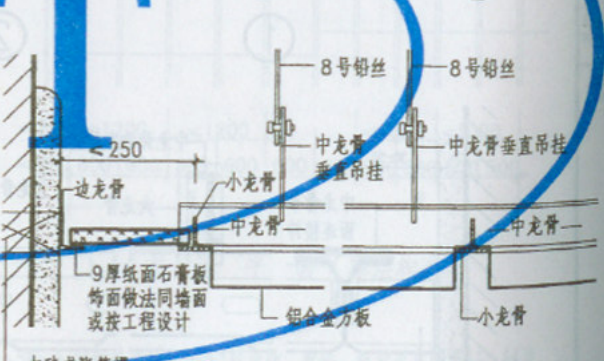 8号铅丝
8号铅丝
≤250
中龙骨
垂直吊挂
中龙骨垂直吊挂
边龙骨
小龙骨
中龙骨
中龙骨
9厚纸面石膏板
饰面做法同墙面
或按工程设计
铝合金方板
小龙骨